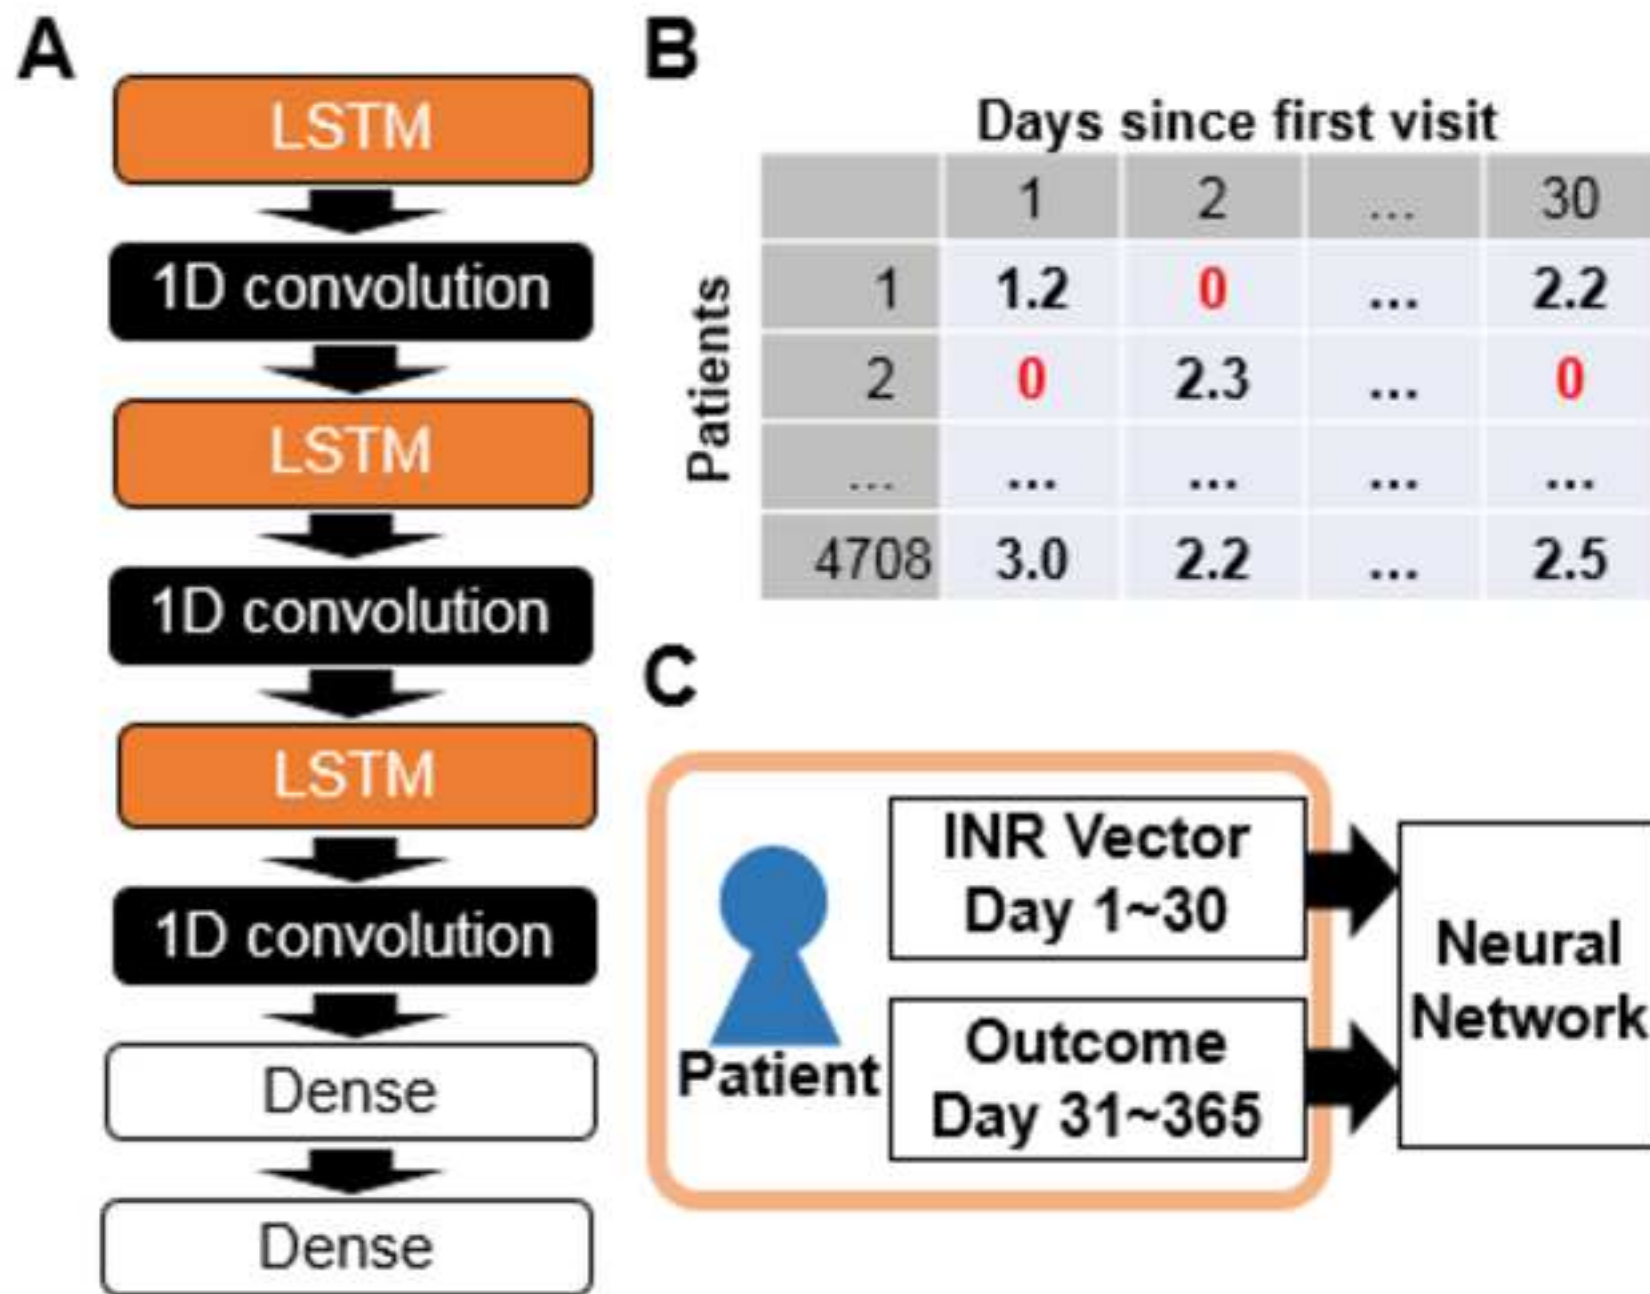 A
LSTM
1D convolution
LSTM
1D convolution
LSTM
1D convolution
Dense
Dense
B
Days since first visit
Patients
1 2 ... 30
1 1.2 0 ... 2.2
2 0 2.3 ... 0
... ... ... ... ...
4708 3.0 2.2 ... 2.5
C
Patient
INR Vector
Day 1~30
Outcome
Day 31~365
Neural
Network